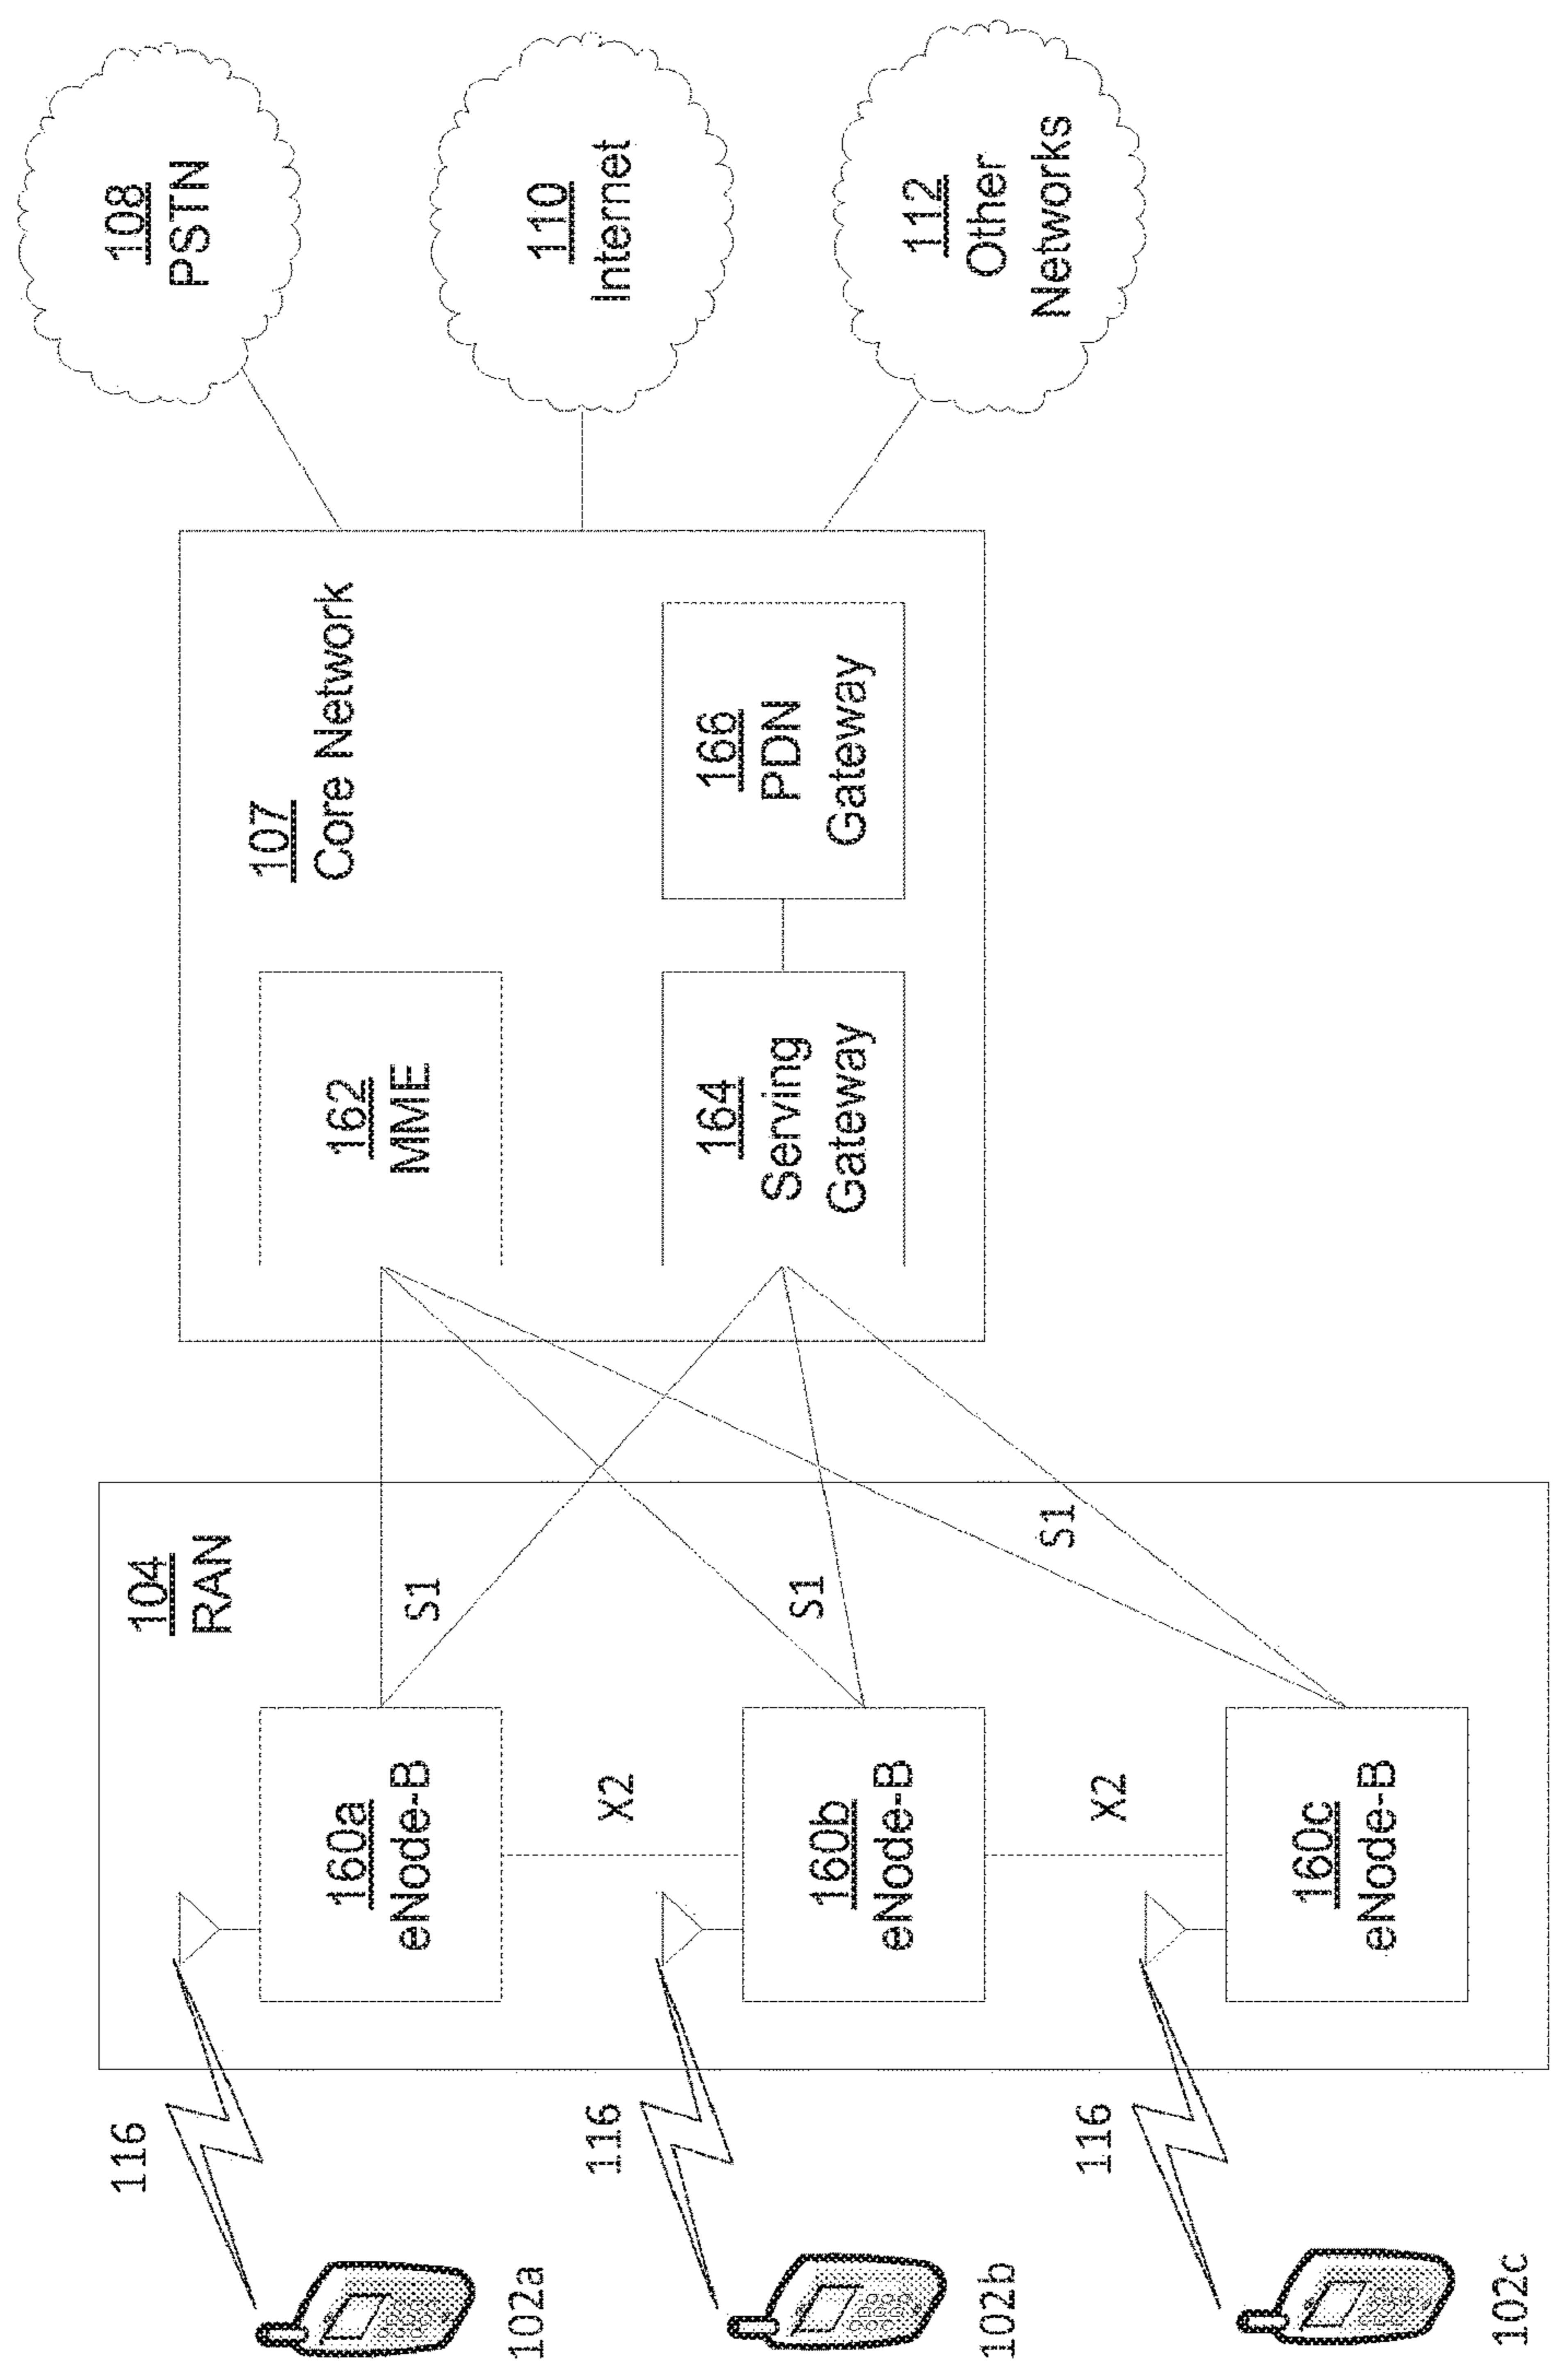 104
RAN
107
Core Network
108
PSTN
116
102a
160a
eNode-B
S1
162
MME
110
Internet
X2
116
102b
160b
eNode-B
S1
164
Serving
Gateway
166
PDN
Gateway
112
Other
Networks
X2
S1
116
102c
160c
eNode-B